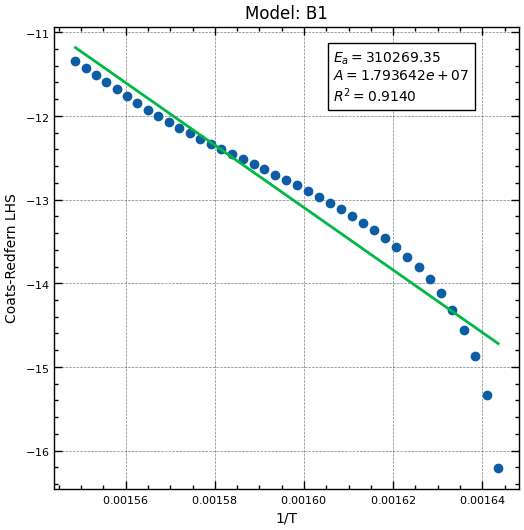 Model: B1
E_a = 310269.35
A = 1.793642e + 07
R^2 = 0.9140
Coats-Redfern LHS
−11
−12
−13
−14
−15
−16
0.00156 0.00158 0.00160 0.00162 0.00164
1/T